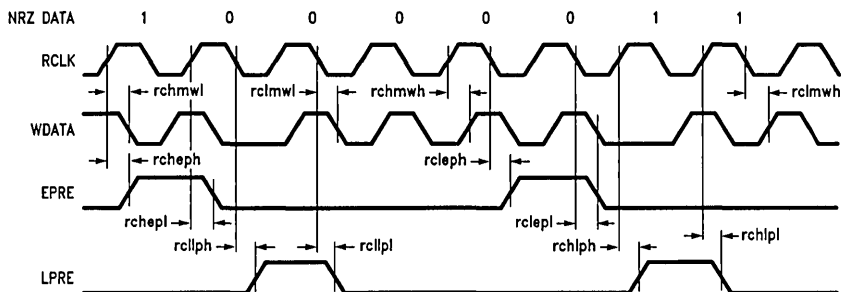 NRZ DATA 1 0 0 0 0 0 1 1
RCLK
rchmwl rclmwl rchmwh rclmwh
WDATA
rcheph rcleph
EPRE
rchepl rcllph rcllpl rclepl rchlph rchlpl
LPRE